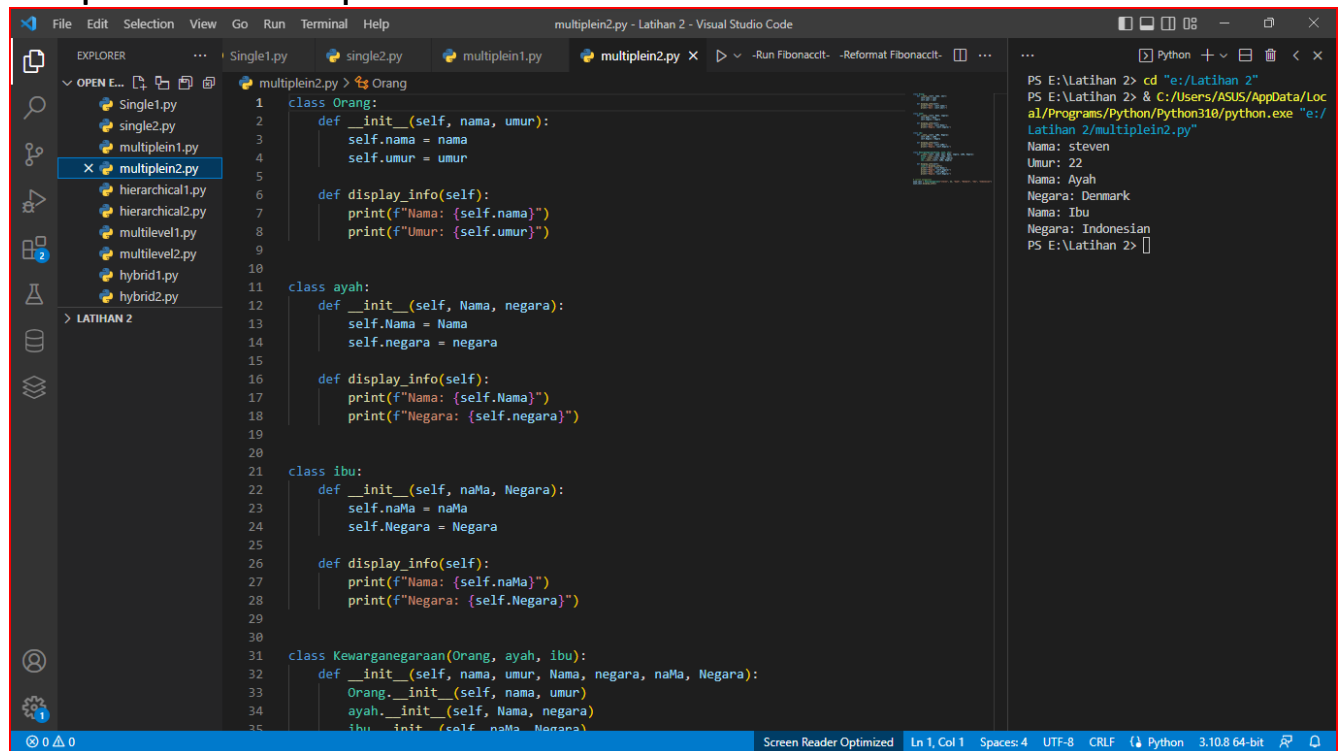 File Edit Selection View Go Run Terminal Help
multiplein2.py - Latihan 2 - Visual Studio Code
EXPLORER
OPEN E...
Single1.py
single2.py
multiplein1.py
multiplein2.py
hierarchical1.py
hierarchical2.py
multilevel1.py
multilevel2.py
hybrid1.py
hybrid2.py
LATIHAN 2
2
1
Single1.py single2.py multiplein1.py multiplein2.py -Run FibonaccIt- -Reformat FibonaccIt-
multiplein2.py > Orang
1 class Orang:
2 def __init__(self, nama, umur):
3 self.nama = nama
4 self.umur = umur
5
6 def display_info(self):
7 print(f"Nama: {self.nama}")
8 print(f"Umur: {self.umur}")
9
10
11 class ayah:
12 def __init__(self, Nama, negara):
13 self.Nama = Nama
14 self.negara = negara
15
16 def display_info(self):
17 print(f"Nama: {self.Nama}")
18 print(f"Negara: {self.negara}")
19
20
21 class ibu:
22 def __init__(self, naMa, Negara):
23 self.naMa = naMa
24 self.Negara = Negara
25
26 def display_info(self):
27 print(f"Nama: {self.naMa}")
28 print(f"Negara: {self.Negara}")
29
30
31 class Kewarganegaraan(Orang, ayah, ibu):
32 def __init__(self, nama, umur, Nama, negara, naMa, Negara):
33 Orang.__init__(self, nama, umur)
34 ayah.__init__(self, Nama, negara)
35 ibu.__init__(self, naMa, Negara)
Python
PS E:\Latihan 2> cd "e:/Latihan 2"
PS E:\Latihan 2> & C:/Users/ASUS/AppData/Loc
al/Programs/Python/Python310/python.exe "e:/
Latihan 2/multiplein2.py"
Nama: steven
Umur: 22
Nama: Ayah
Negara: Denmark
Nama: Ibu
Negara: Indonesian
PS E:\Latihan 2>
0 0 Screen Reader Optimized Ln 1, Col 1 Spaces: 4 UTF-8 CRLF Python 3.10.8 64-bit